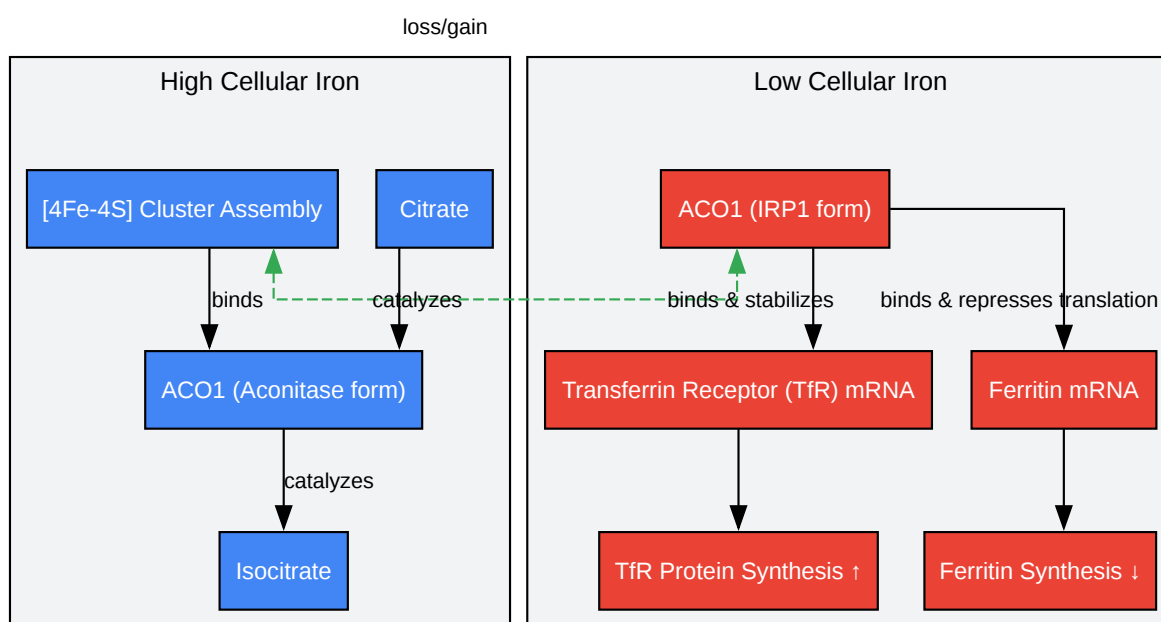 loss/gain
High Cellular Iron
Low Cellular Iron
[4Fe-4S] Cluster Assembly
Citrate
ACO1 (IRP1 form)
binds
catalyzes
binds & stabilizes
binds & represses translation
ACO1 (Aconitase form)
Transferrin Receptor (TfR) mRNA
Ferritin mRNA
catalyzes
Isocitrate
TfR Protein Synthesis ↑
Ferritin Synthesis ↓